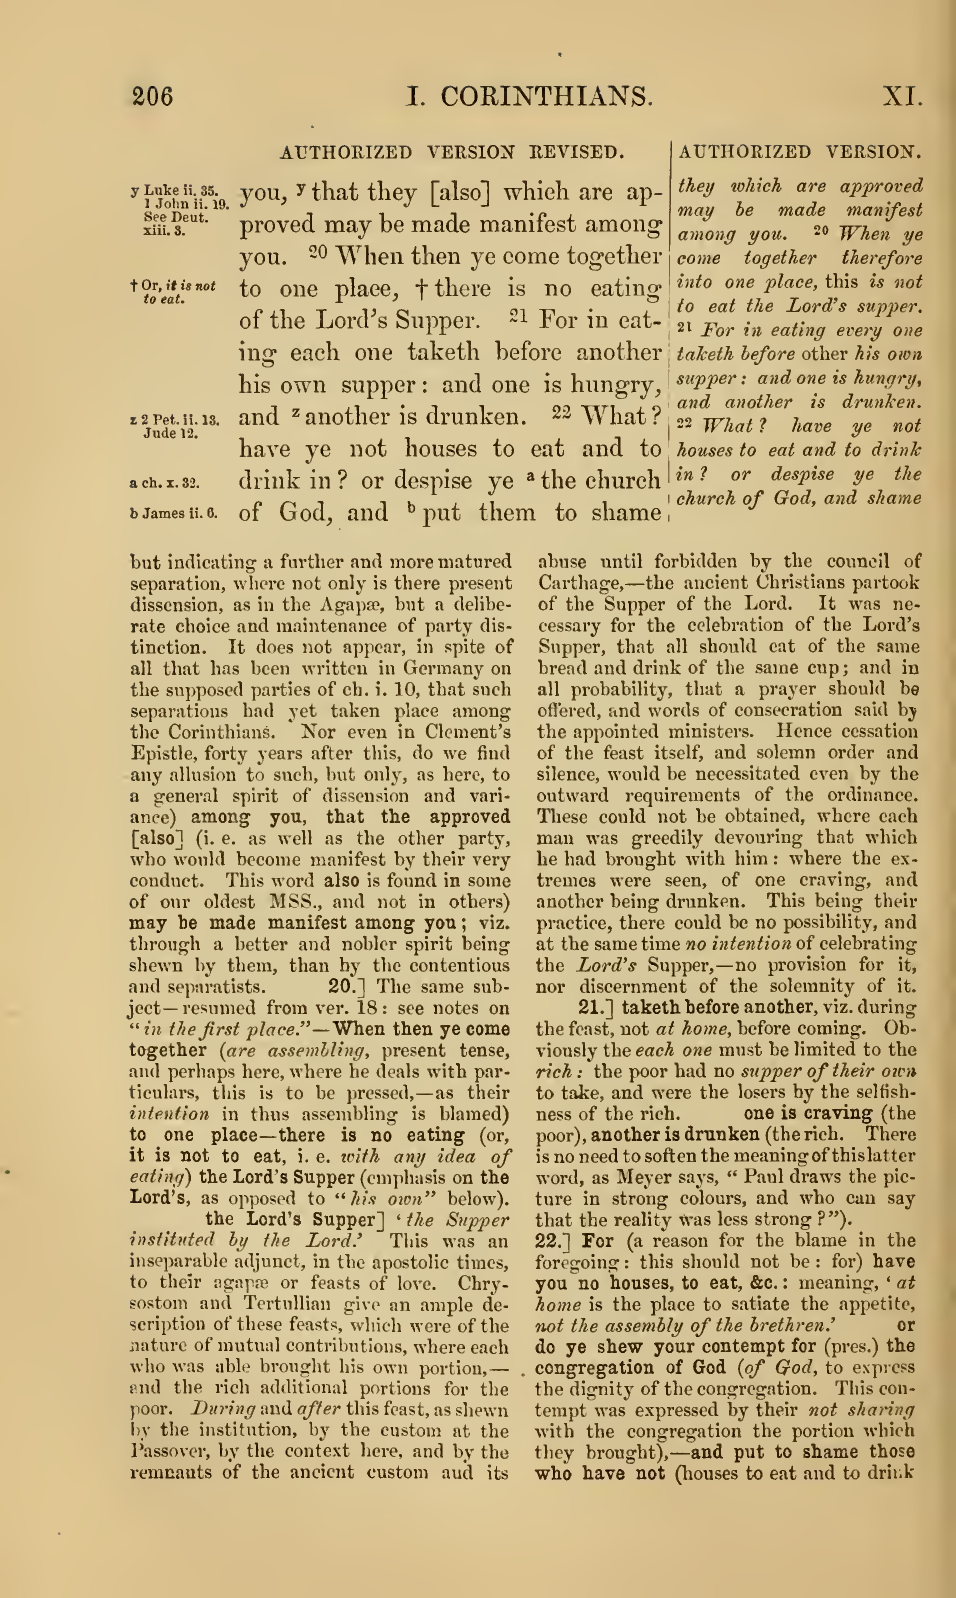 206 I. CORINTHIANS. XI.
AUTHORIZED VERSION REVISED.
y Luke ii. 35.
1 John ii. 19.
See Deut.
xiii. 3.
you, y that they [also] which are ap-
proved may be made manifest among
you. 20 When then ye come together
† Or, it is not
to eat.
to one place, † there is no eating
of the Lord's Supper. 21 For in eat-
ing each one taketh before another
his own supper: and one is hungry,
z 2 Pet. ii. 13.
Jude 12.
and z another is drunken. 22 What?
have ye not houses to eat and to
a ch. x. 32.
drink in? or despise ye a the church
b James ii. 6.
of God, and b put them to shame
AUTHORIZED VERSION.
they which are approved
may be made manifest
among you. 20 When ye
come together therefore
into one place, this is not
to eat the Lord's supper.
21 For in eating every one
taketh before other his own
supper: and one is hungry,
and another is drunken.
22 What? have ye not
houses to eat and to drink
in? or despise ye the
church of God, and shame
but indicating a further and more matured
separation, where not only is there present
dissension, as in the Agapæ, but a delibe-
rate choice and maintenance of party dis-
tinction. It does not appear, in spite of
all that has been written in Germany on
the supposed parties of ch. i. 10, that such
separations had yet taken place among
the Corinthians. Nor even in Clement's
Epistle, forty years after this, do we find
any allusion to such, but only, as here, to
a general spirit of dissension and vari-
ance) among you, that the approved
[also] (i. e. as well as the other party,
who would become manifest by their very
conduct. This word also is found in some
of our oldest MSS., and not in others)
may be made manifest among you; viz.
through a better and nobler spirit being
shewn by them, than by the contentious
and separatists. 20.] The same sub-
ject—resumed from ver. 18: see notes on
"in the first place."—When then ye come
together (are assembling, present tense,
and perhaps here, where he deals with par-
ticulars, this is to be pressed,—as their
intention in thus assembling is blamed)
to one place—there is no eating (or,
it is not to eat, i. e. with any idea of
eating) the Lord's Supper (emphasis on the
Lord's, as opposed to "his own" below).
the Lord's Supper] 'the Supper
instituted by the Lord.' This was an
inseparable adjunct, in the apostolic times,
to their agapæ or feasts of love. Chry-
sostom and Tertullian give an ample de-
scription of these feasts, which were of the
nature of mutual contributions, where each
who was able brought his own portion,—
and the rich additional portions for the
poor. During and after this feast, as shewn
by the institution, by the custom at the
Passover, by the context here, and by the
remnants of the ancient custom and its
abuse until forbidden by the council of
Carthage,—the ancient Christians partook
of the Supper of the Lord. It was ne-
cessary for the celebration of the Lord's
Supper, that all should eat of the same
bread and drink of the same cup; and in
all probability, that a prayer should be
offered, and words of consecration said by
the appointed ministers. Hence cessation
of the feast itself, and solemn order and
silence, would be necessitated even by the
outward requirements of the ordinance.
These could not be obtained, where each
man was greedily devouring that which
he had brought with him: where the ex-
tremes were seen, of one craving, and
another being drunken. This being their
practice, there could be no possibility, and
at the same time no intention of celebrating
the Lord's Supper,—no provision for it,
nor discernment of the solemnity of it.
21.] taketh before another, viz. during
the feast, not at home, before coming. Ob-
viously the each one must be limited to the
rich: the poor had no supper of their own
to take, and were the losers by the selfish-
ness of the rich. one is craving (the
poor), another is drunken (the rich. There
is no need to soften the meaning of this latter
word, as Meyer says, "Paul draws the pic-
ture in strong colours, and who can say
that the reality was less strong?").
22.] For (a reason for the blame in the
foregoing: this should not be: for) have
you no houses, to eat, &c.: meaning, 'at
home is the place to satiate the appetite,
not the assembly of the brethren.' or
do ye shew your contempt for (pres.) the
congregation of God (of God, to express
the dignity of the congregation. This con-
tempt was expressed by their not sharing
with the congregation the portion which
they brought),—and put to shame those
who have not (houses to eat and to drink